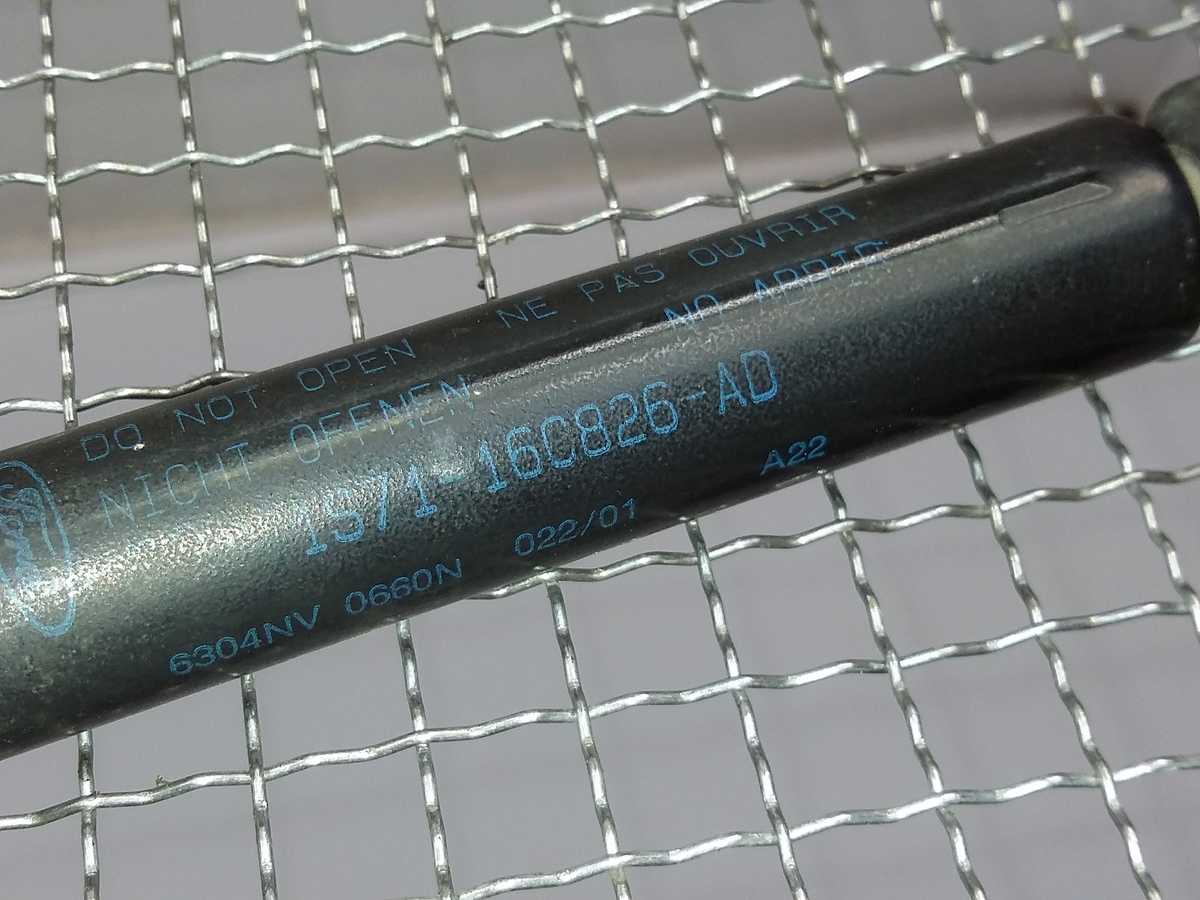 DO NOT OPEN NE PAS OUVRIR
NICHT OFFNEN NO ABRIR
1S71-16C826-AD
6304NV 0660N 022/01 A22